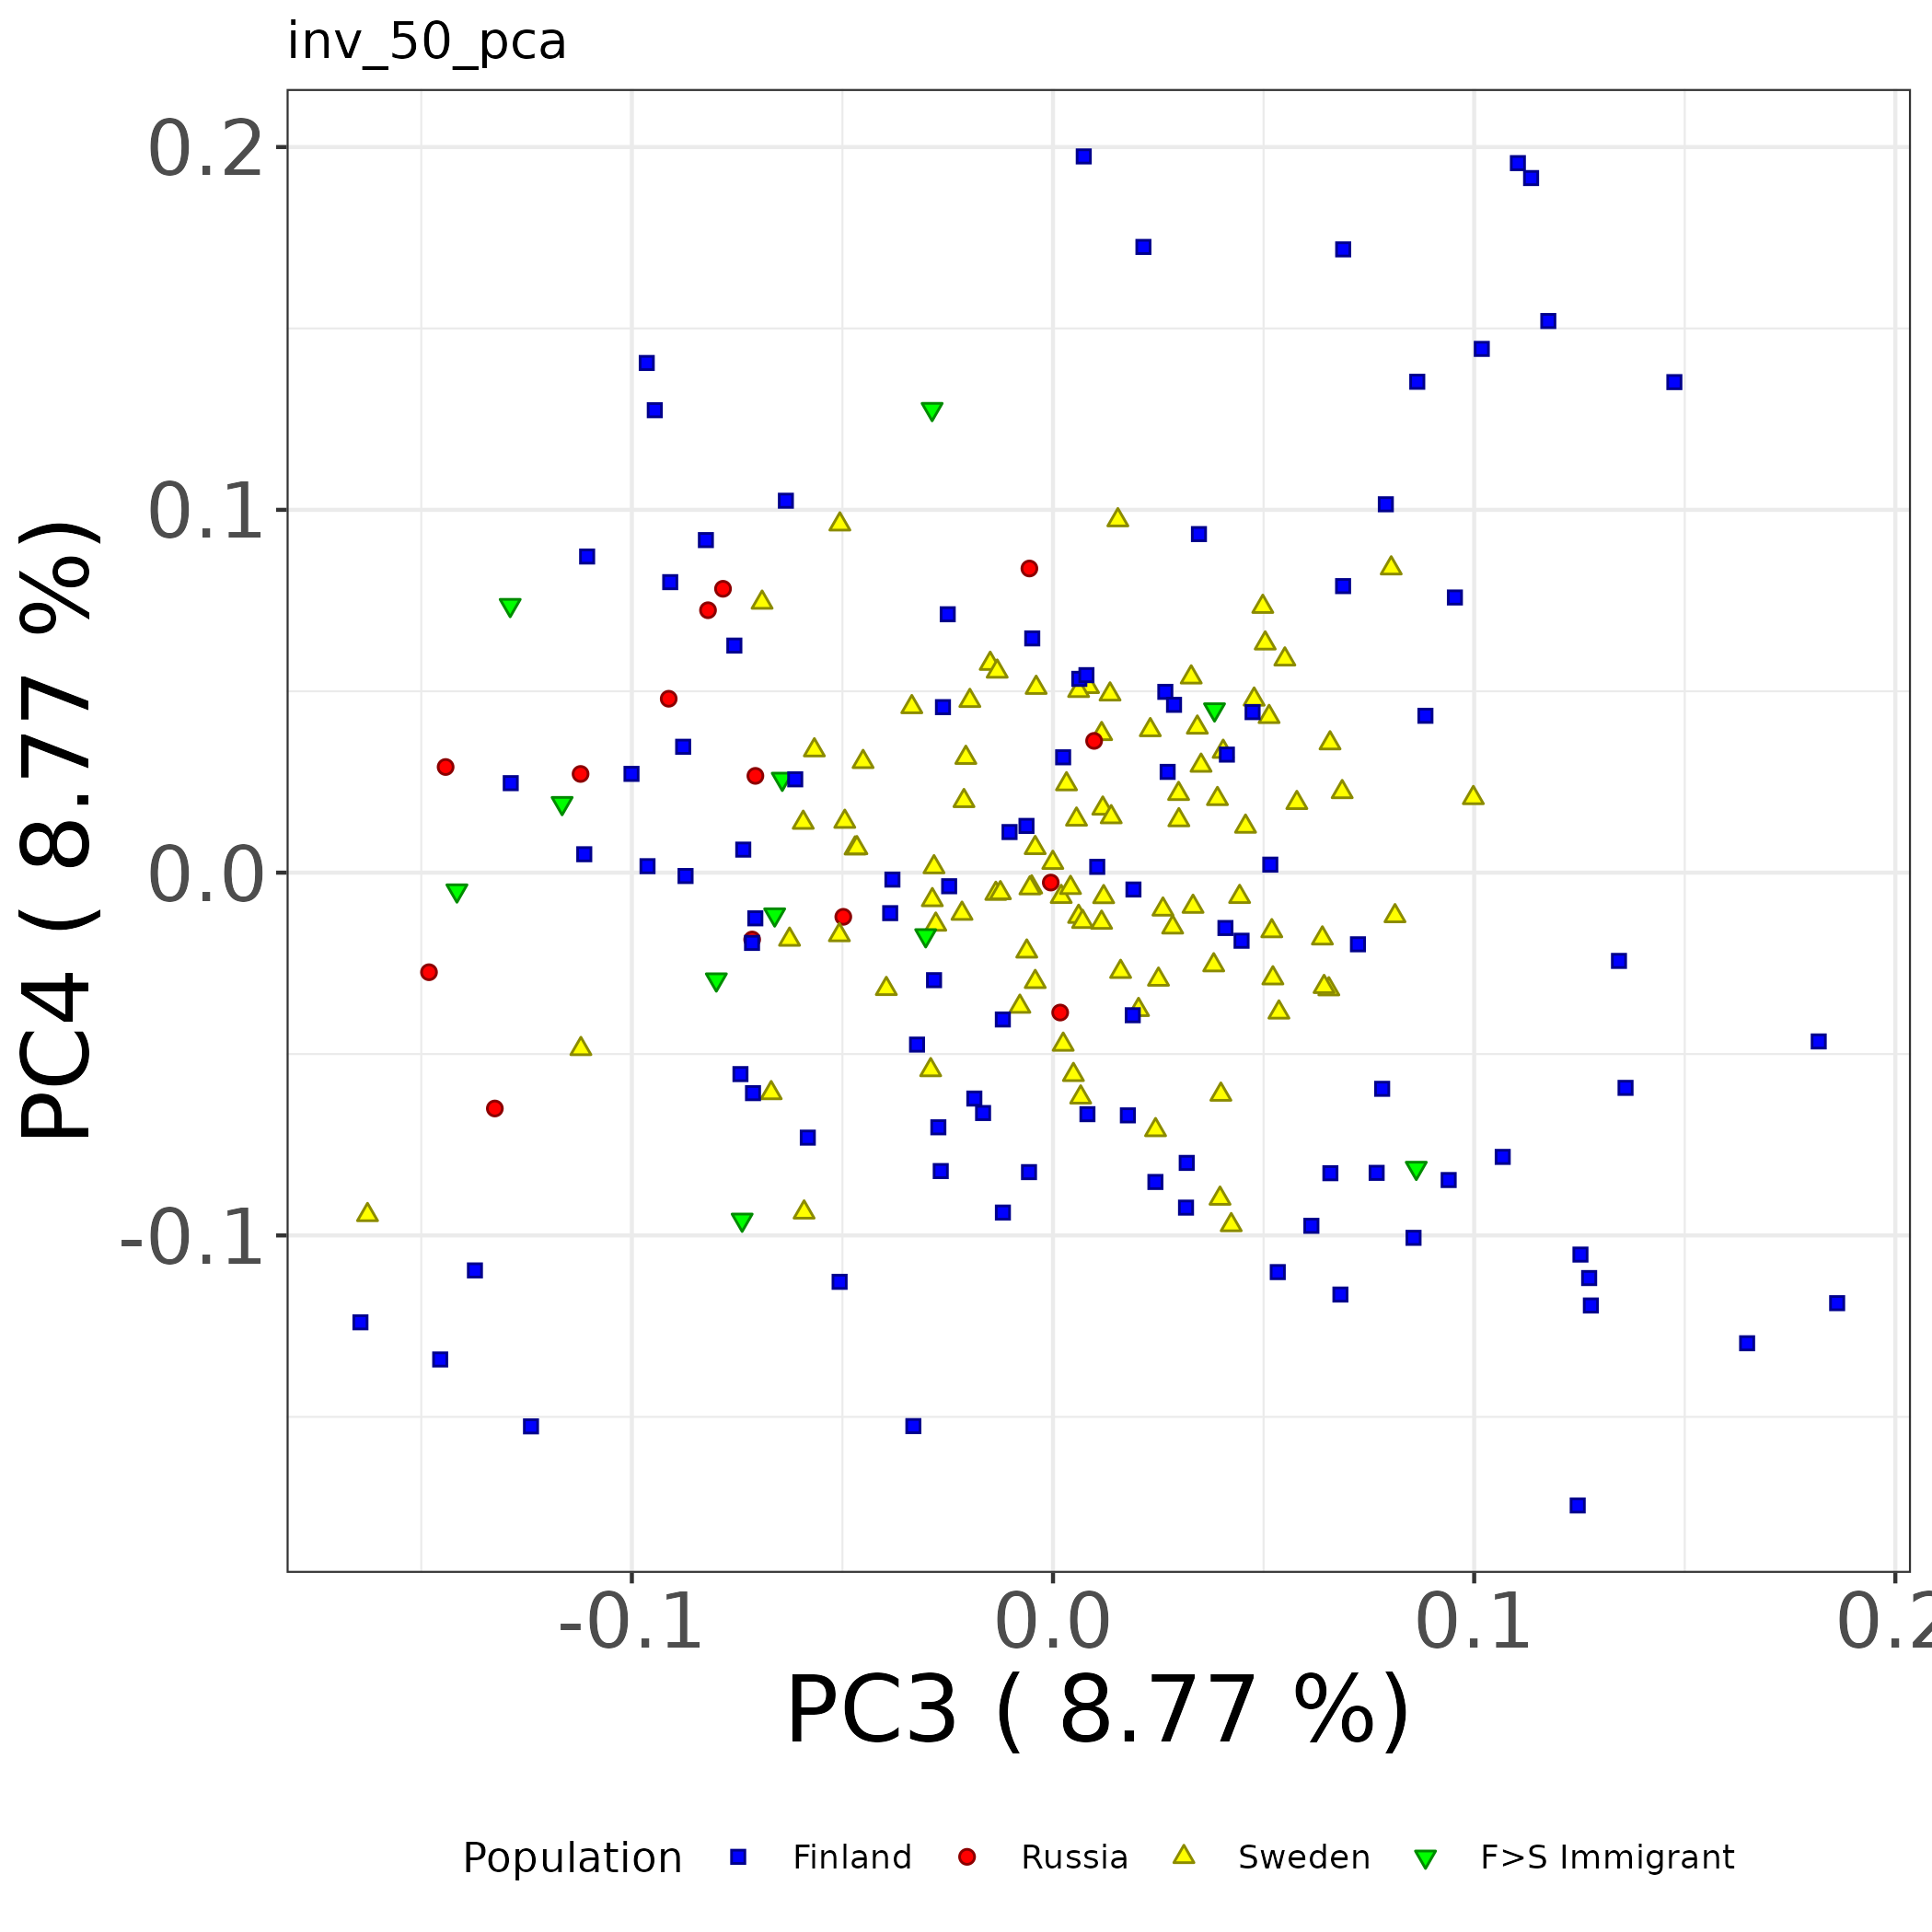 inv_50_pca
0.2
0.1
0.0
-0.1
PC4 ( 8.77 %)
-0.1 0.0 0.1 0.2
PC3 ( 8.77 %)
Population Finland Russia Sweden F>S Immigrant